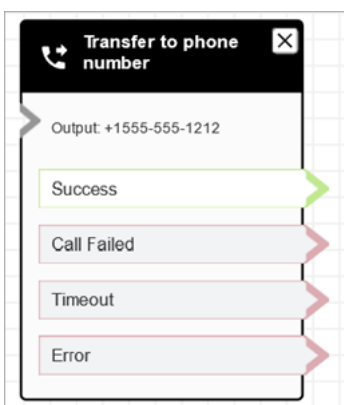 Transfer to phone
number
Output: +1555-555-1212
Success
Call Failed
Timeout
Error